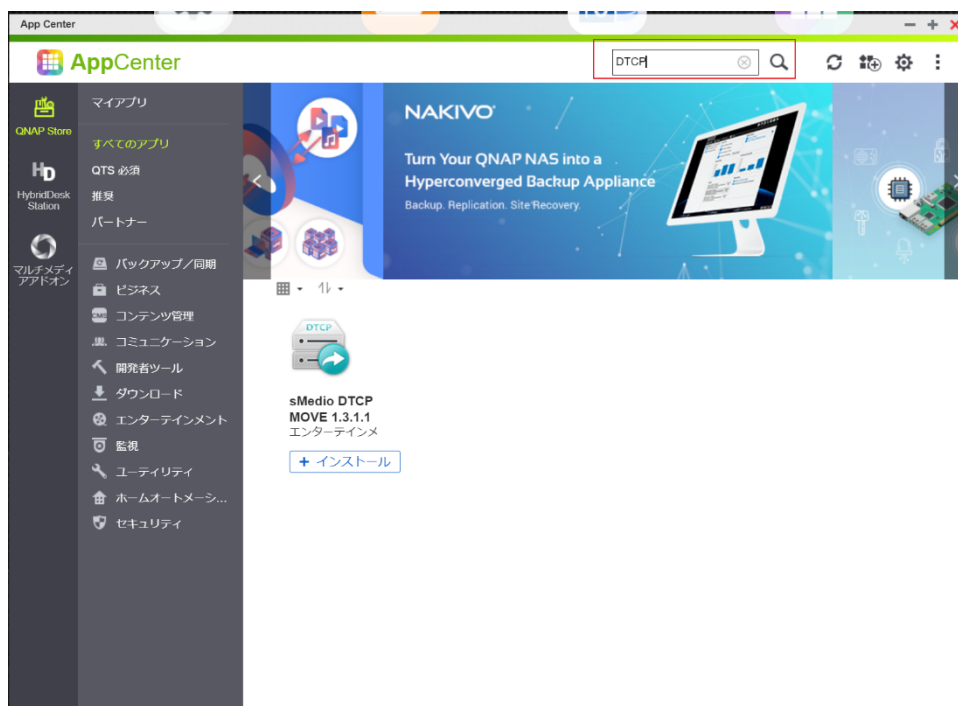 App Center
AppCenter
DTCP
QNAP Store
HybridDesk
Station
マルチメディ
アアドオン
マイアプリ
すべてのアプリ
QTS 必須
推奨
パートナー
バックアップ／同期
ビジネス
CMS コンテンツ管理
コミュニケーション
開発者ツール
ダウンロード
エンターテインメント
監視
ユーティリティ
ホームオートメーシ...
セキュリティ
NAKIVO
Turn Your QNAP NAS into a
Hyperconverged Backup Appliance
Backup. Replication. Site Recovery.
DTCP
sMedio DTCP
MOVE 1.3.1.1
エンターテインメ
+ インストール